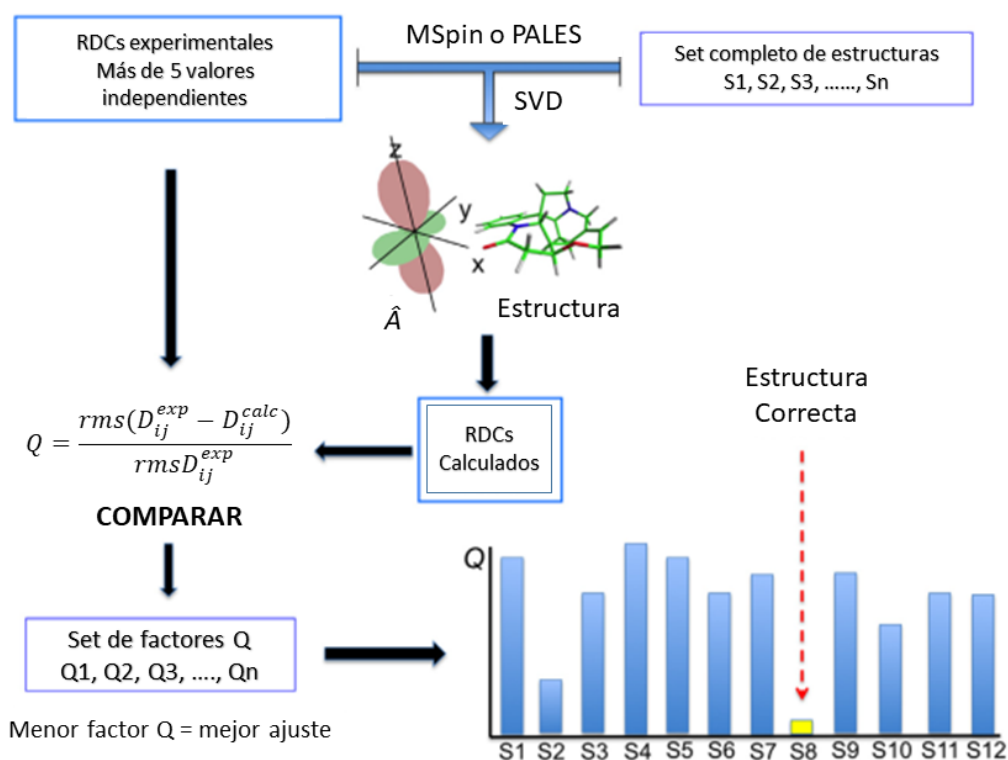 RDCs experimentales
Más de 5 valores
independientes
MSpin o PALES
SVD
Set completo de estructuras
S1, S2, S3, ……, Sn
z
y
x
Â
Estructura
RDCs
Calculados
Q = rms(D_ij^exp − D_ij^calc) / rmsD_ij^exp
COMPARAR
Set de factores Q
Q1, Q2, Q3, …., Qn
Menor factor Q = mejor ajuste
Estructura
Correcta
Q
S1 S2 S3 S4 S5 S6 S7 S8 S9 S10 S11 S12